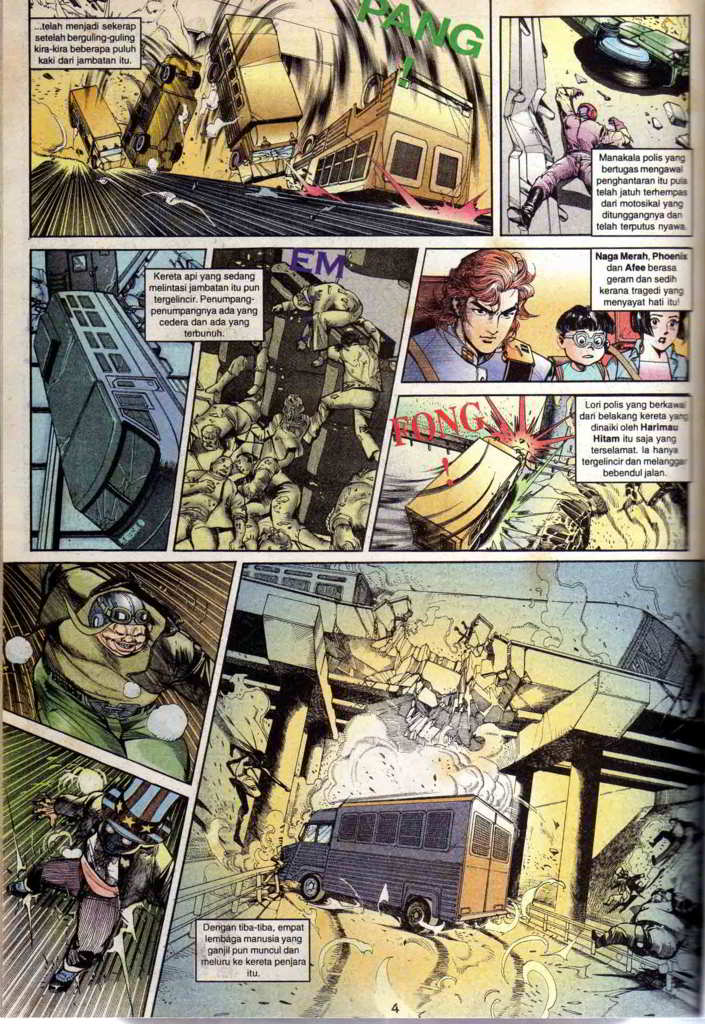 ...telah menjadi sekerap
setelah berguling-guling
kira-kira beberapa puluh
kaki dari jambatan itu.
PANG
!
Manakala polis yang
bertugas mengawal
penghantaran itu pula
telah jatuh terhempas
dari motosikal yang
ditunggangnya dan
telah terputus nyawa.
Kereta api yang sedang
melintasi jambatan itu pun
tergelincir. Penumpang-
penumpangnya ada yang
cedera dan ada yang
terbunuh.
EM
Naga Merah, Phoenix
dan Afee berasa
geram dan sedih
kerana tragedi yang
menyayat hati itu!
FONG
!
Lori polis yang berkawal
dari belakang kereta yang
dinaiki oleh Harimau
Hitam itu saja yang
terselamat. Ia hanya
tergelincir dan melanggar
bebendul jalan.
Dengan tiba-tiba, empat
lembaga manusia yang
ganjil pun muncul dan
meluru ke kereta penjara
itu.
4